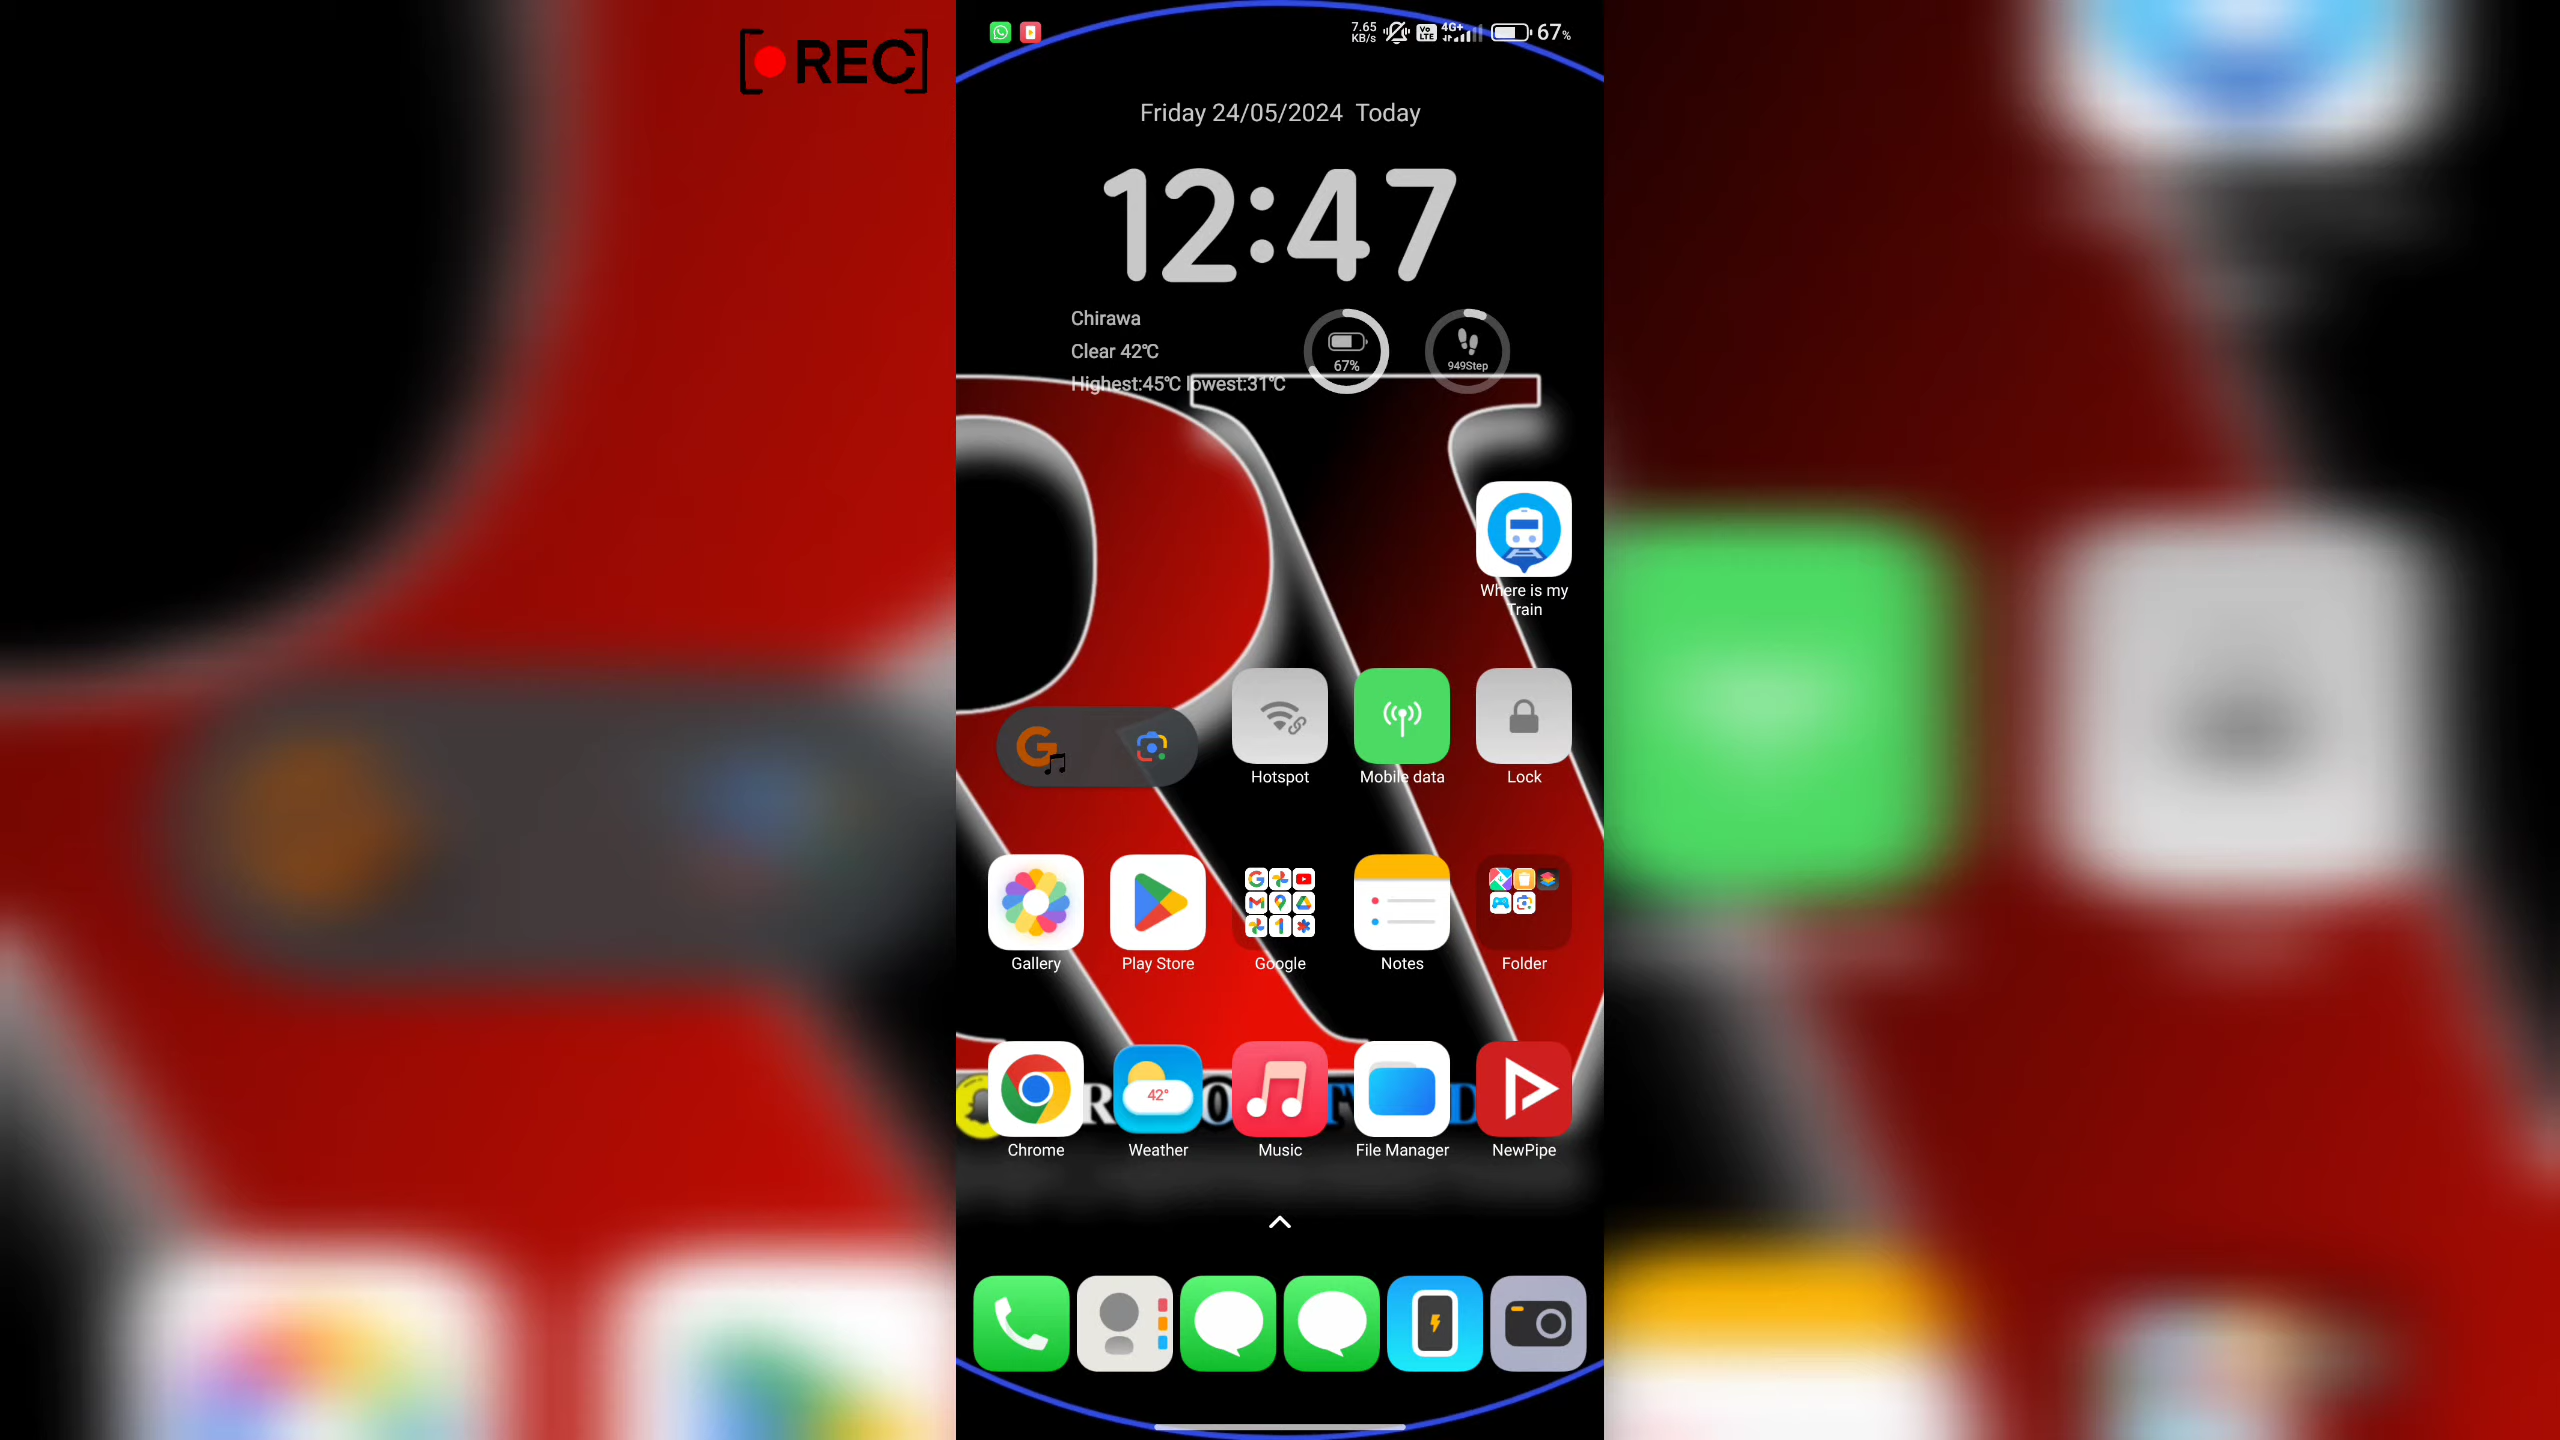 REC
7.65
KB/s
Vo
LTE
4G+
67%
Friday 24/05/2024 Today
12:47
Chirawa
Clear 42℃
Highest:45℃ lowest:31℃
67%
949Step
Where is my
Train
Hotspot
Mobile data
Lock
Gallery
Play Store
Google
Notes
Folder
42°
Chrome
Weather
Music
File Manager
NewPipe